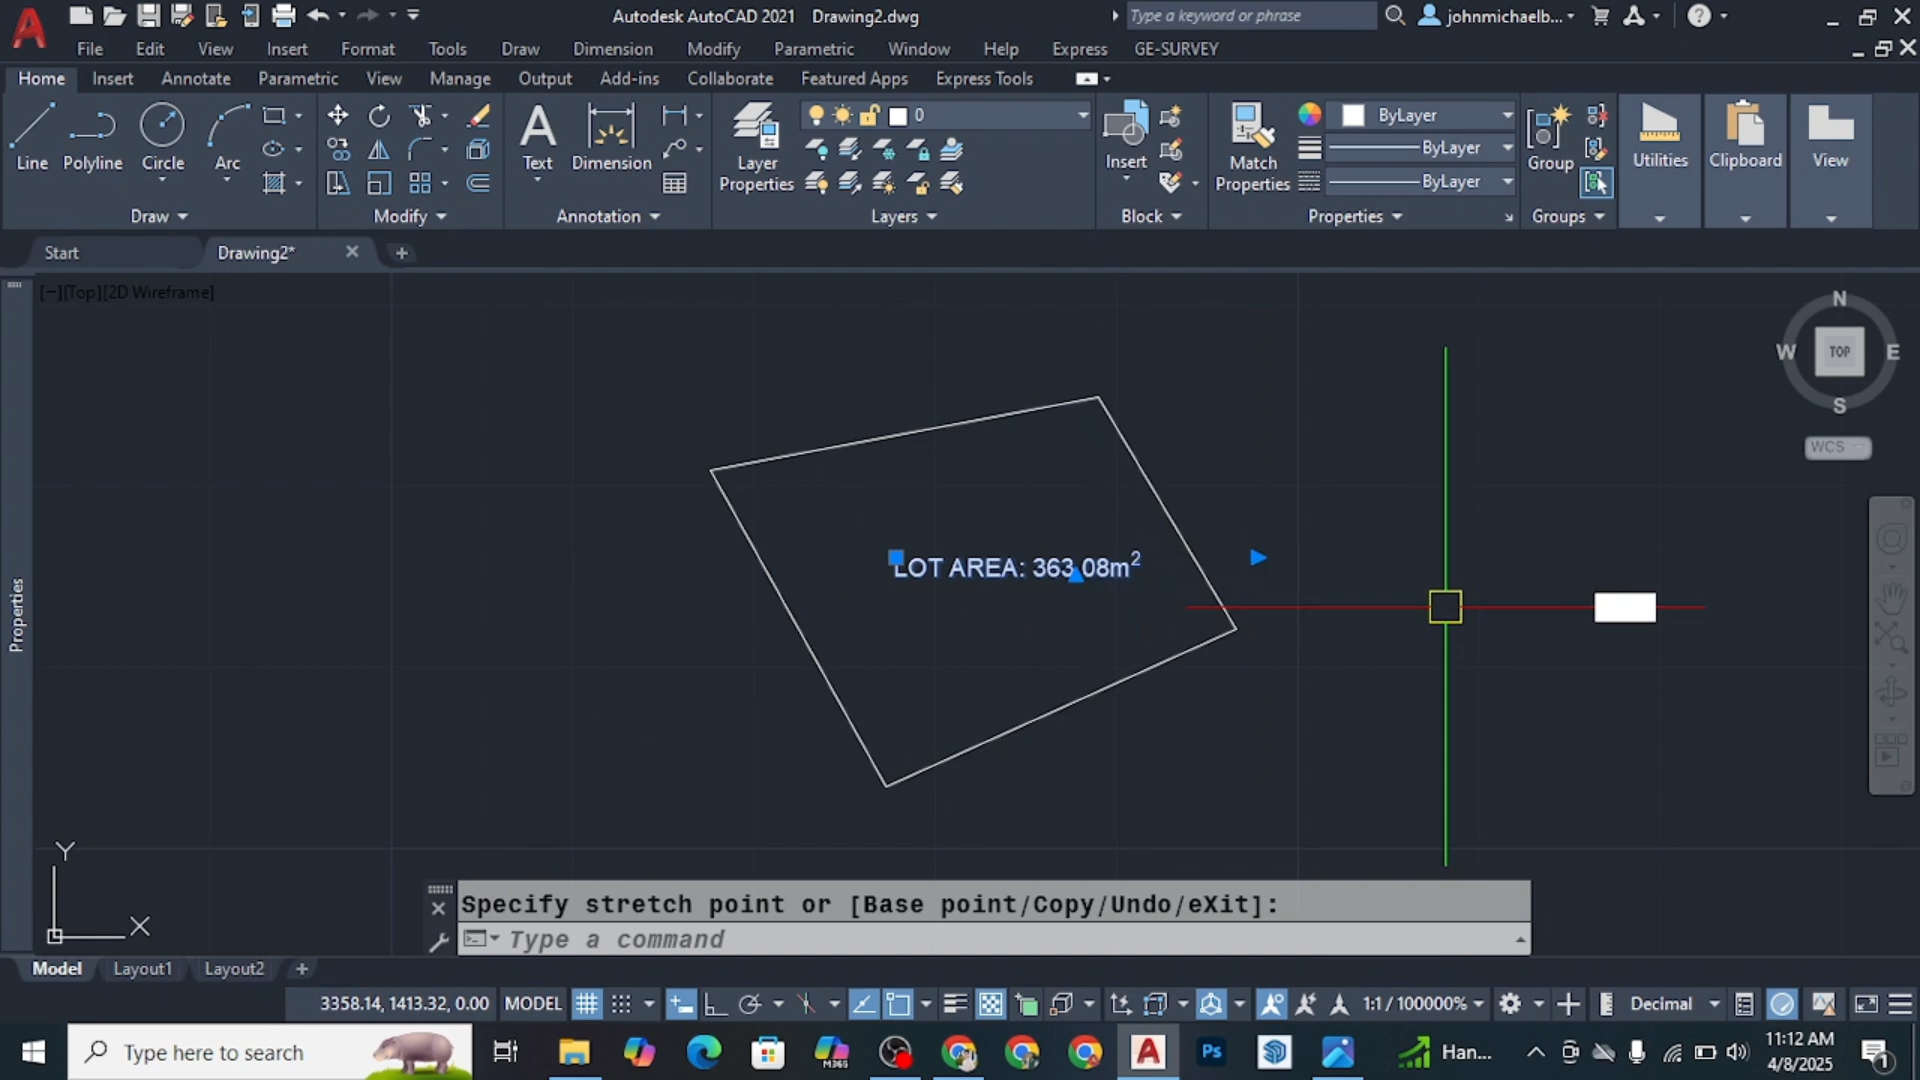 Autodesk AutoCAD 2021 Drawing2.dwg
Type a keyword or phrase
johnmichaelb...
File Edit View Insert Format Tools Draw Dimension Modify Parametric Window Help Express GE-SURVEY
Home Insert Annotate Parametric View Manage Output Add-ins Collaborate Featured Apps Express Tools
0
ByLayer
ByLayer
ByLayer
Line Polyline Circle Arc
Text Dimension
Layer Properties
Insert
Match Properties
Group
Utilities Clipboard View
Draw Modify Annotation Layers Block Properties Groups
Start Drawing2*
[−][Top][2D Wireframe]
N
W TOP E
S
WCS
Properties
LOT AREA: 363.08m²
Y
X
Specify stretch point or [Base point/Copy/Undo/eXit]:
Type a command
Model Layout1 Layout2
3358.14, 1413.32, 0.00 MODEL 1:1 / 100000% Decimal
Type here to search
M365
Ps
Han...
11:12 AM
4/8/2025
1